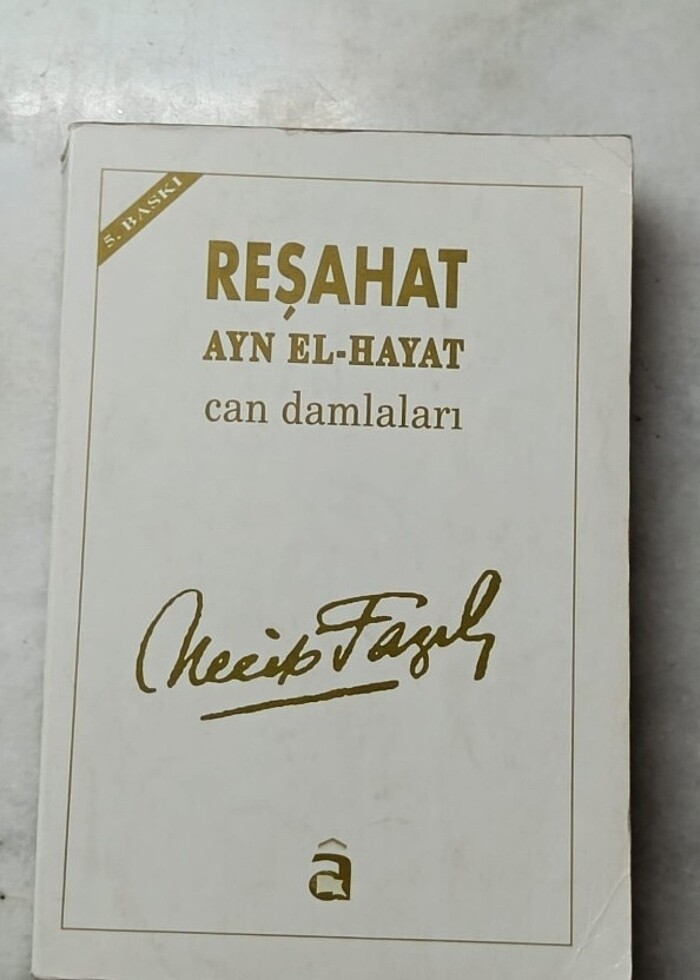 5. BASKI
REŞAHAT
AYN EL-HAYAT
can damlaları
Necip Fazıl
â